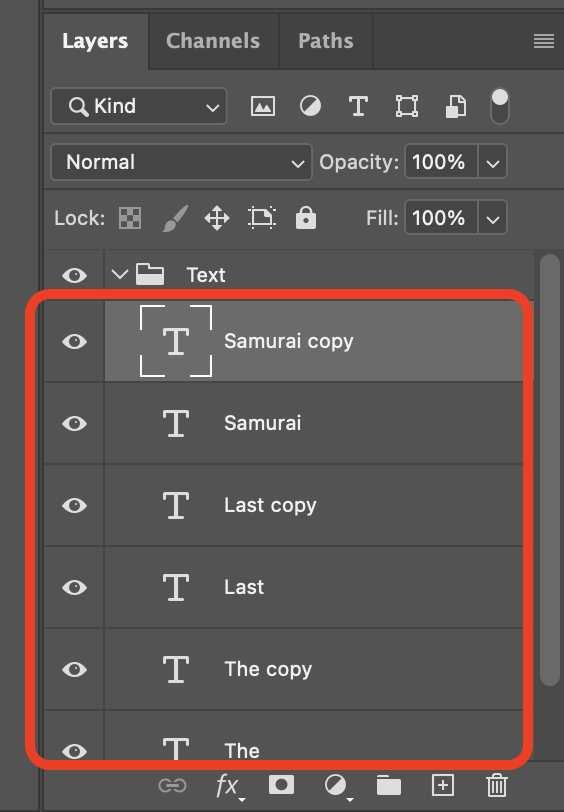 Layers Channels Paths
Kind
Normal Opacity: 100%
Lock: Fill: 100%
Text
T Samurai copy
T Samurai
T Last copy
T Last
T The copy
T The
fx